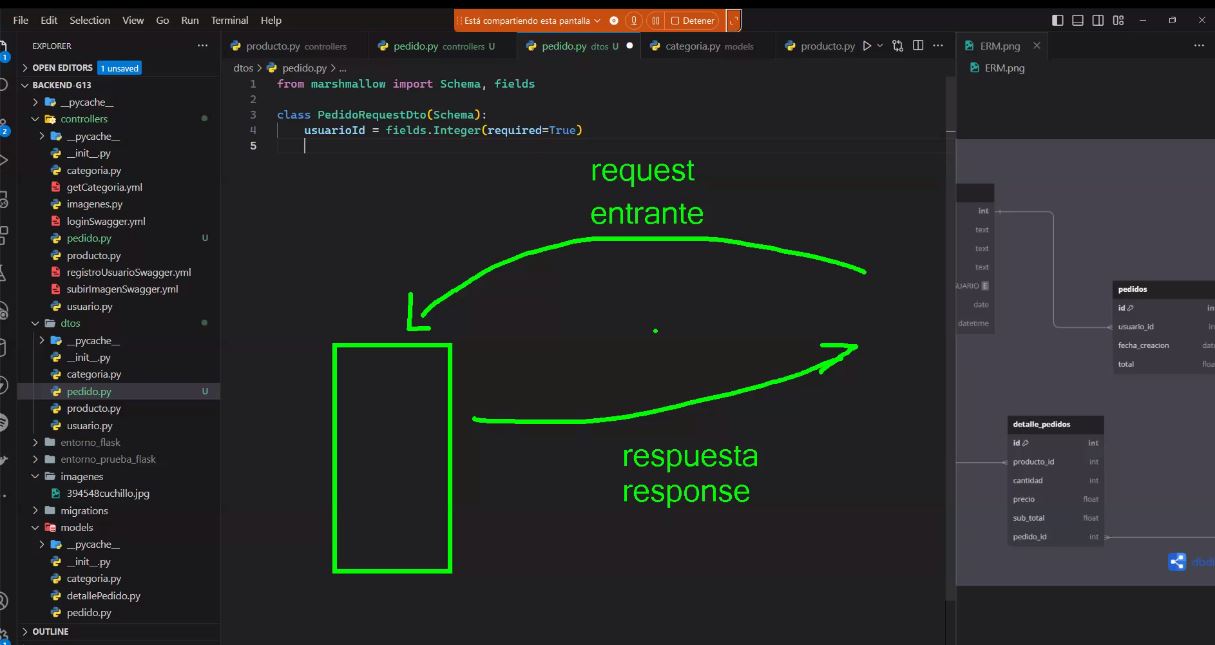 File Edit Selection View Go Run Terminal Help
Está compartiendo esta pantalla
Detener
EXPLORER
OPEN EDITORS 1 unsaved
BACKEND-G13
__pycache__
controllers
__pycache__
__init__.py
categoria.py
getCategoria.yml
imagenes.py
loginSwagger.yml
pedido.py U
producto.py
registroUsuarioSwagger.yml
subirImagenSwagger.yml
usuario.py
dtos
__pycache__
__init__.py
categoria.py
pedido.py U
producto.py
usuario.py
entorno_flask
entorno_prueba_flask
imagenes
394548cuchillo.jpg
migrations
models
__pycache__
__init__.py
categoria.py
detallePedido.py
pedido.py
OUTLINE
producto.py controllers
pedido.py controllers U
pedido.py dtos U
categoria.py models
producto.py
dtos > pedido.py > ...
1 from marshmallow import Schema, fields
2
3 class PedidoRequestDto(Schema):
4 usuarioId = fields.Integer(required=True)
5
request
entrante
respuesta
response
ERM.png
ERM.png
int
text
text
text
E
date
datetime
pedidos
id
usuario_id
fecha_creacion
total
detalle_pedidos
id int
producto_id int
cantidad int
precio float
sub_total float
pedido_id int